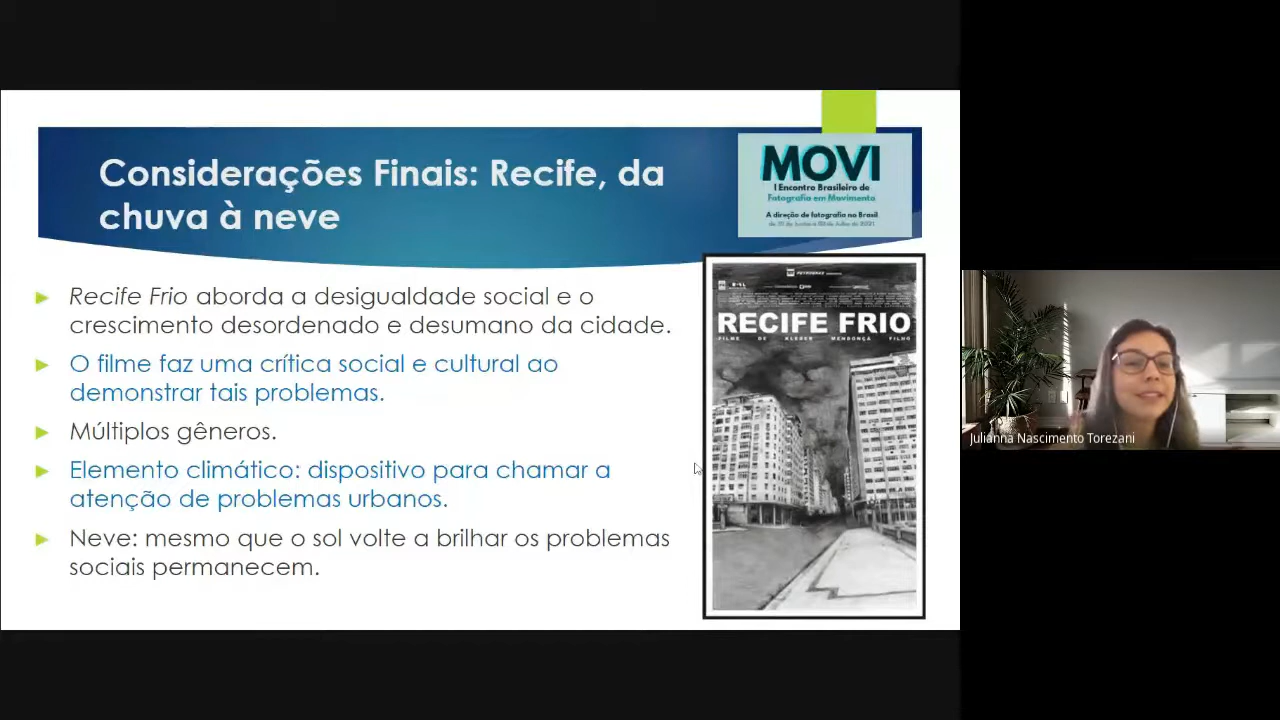 Considerações Finais: Recife, da
chuva à neve
MOVI
I Encontro Brasileiro de
Fotografia em Movimento
A direção de fotografia no Brasil
Recife Frio aborda a desigualdade social e o
crescimento desordenado e desumano da cidade.
O filme faz uma crítica social e cultural ao
demonstrar tais problemas.
Múltiplos gêneros.
Elemento climático: dispositivo para chamar a
atenção de problemas urbanos.
Neve: mesmo que o sol volte a brilhar os problemas
sociais permanecem.
PETROBRAS
RECIFE FRIO
FILME DE KLEBER MENDONÇA FILHO
Julianna Nascimento Torezani